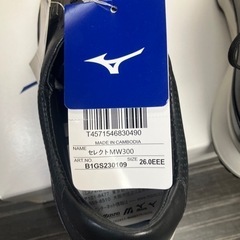 T4571546830490
MADE IN CAMBODIA
NAME セレクトMW300
ART NO. B1GS230109 SIZE 26.0EEE